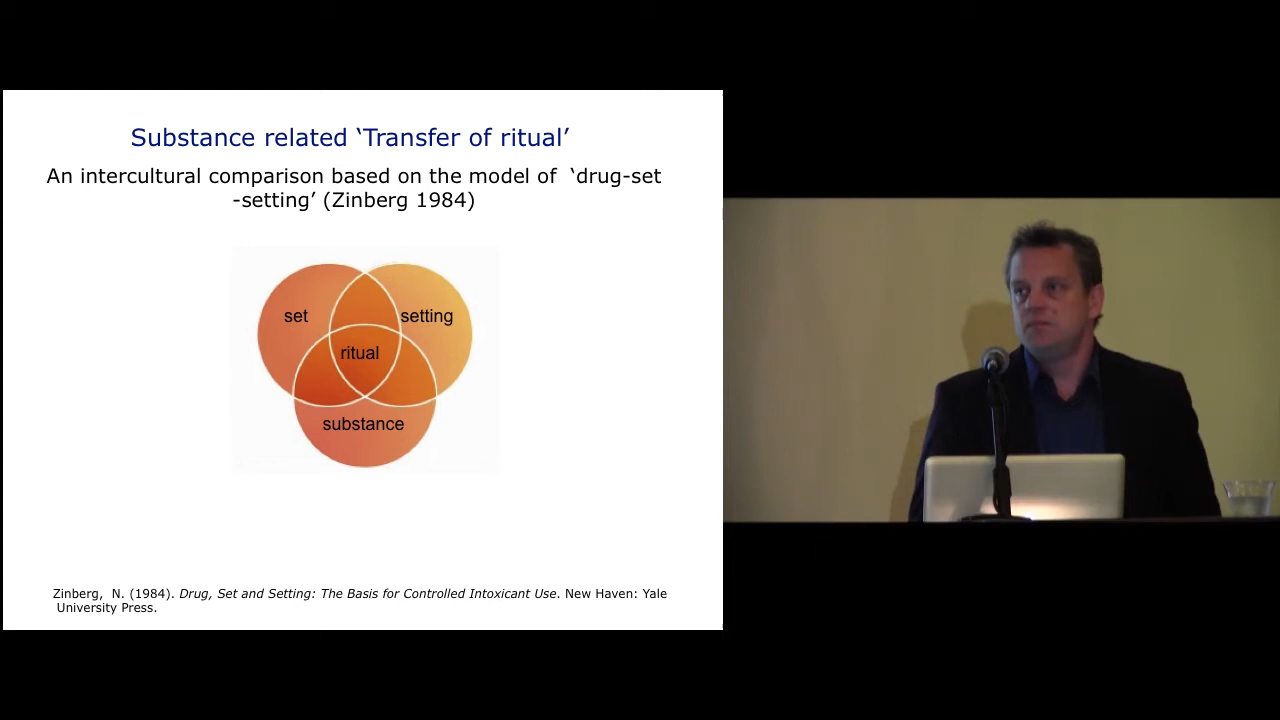 Substance related ‘Transfer of ritual’
An intercultural comparison based on the model of ‘drug-set
-setting’ (Zinberg 1984)
set
setting
ritual
substance
Zinberg, N. (1984). Drug, Set and Setting: The Basis for Controlled Intoxicant Use. New Haven: Yale
University Press.